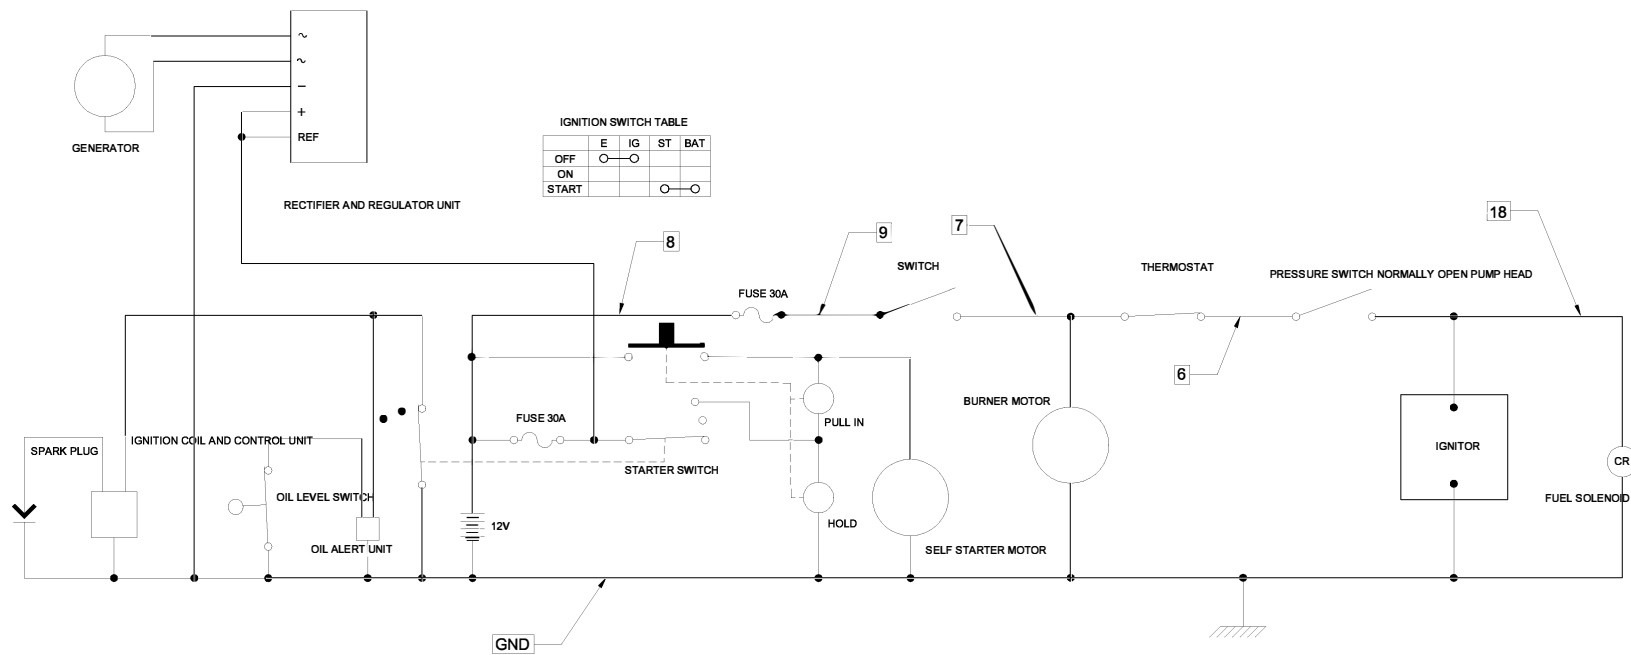 ~
~
−
+
REF
GENERATOR
RECTIFIER AND REGULATOR UNIT
IGNITION SWITCH TABLE
E IG ST BAT
OFF
ON
START
8
9
7
18
SWITCH
THERMOSTAT
PRESSURE SWITCH NORMALLY OPEN PUMP HEAD
FUSE 30A
6
BURNER MOTOR
PULL IN
FUSE 30A
STARTER SWITCH
SPARK PLUG
IGNITION COIL AND CONTROL UNIT
IGNITOR
CR
OIL LEVEL SWITCH
FUEL SOLENOID
12V
HOLD
OIL ALERT UNIT
SELF STARTER MOTOR
GND